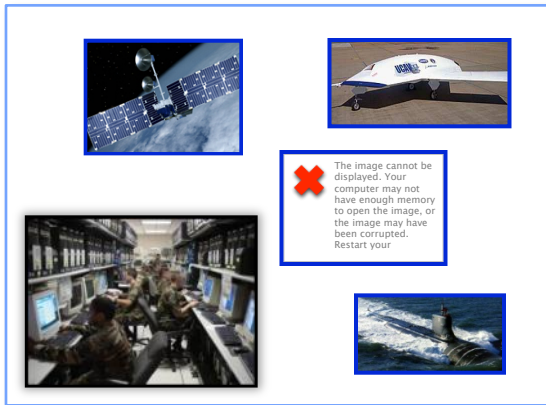 UCAV
The image cannot be
displayed. Your
computer may not
have enough memory
to open the image, or
the image may have
been corrupted.
Restart your